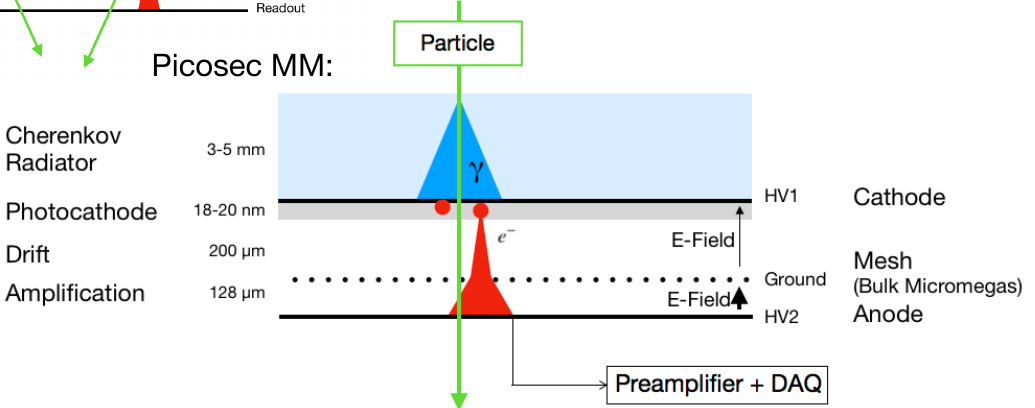 Readout
Particle
Picosec MM:
Cherenkov
Radiator
3-5 mm
γ
HV1
Cathode
Photocathode
18-20 nm
e⁻
Drift
200 µm
E-Field
Mesh
Ground
(Bulk Micromegas)
Amplification
128 µm
E-Field
HV2
Anode
Preamplifier + DAQ